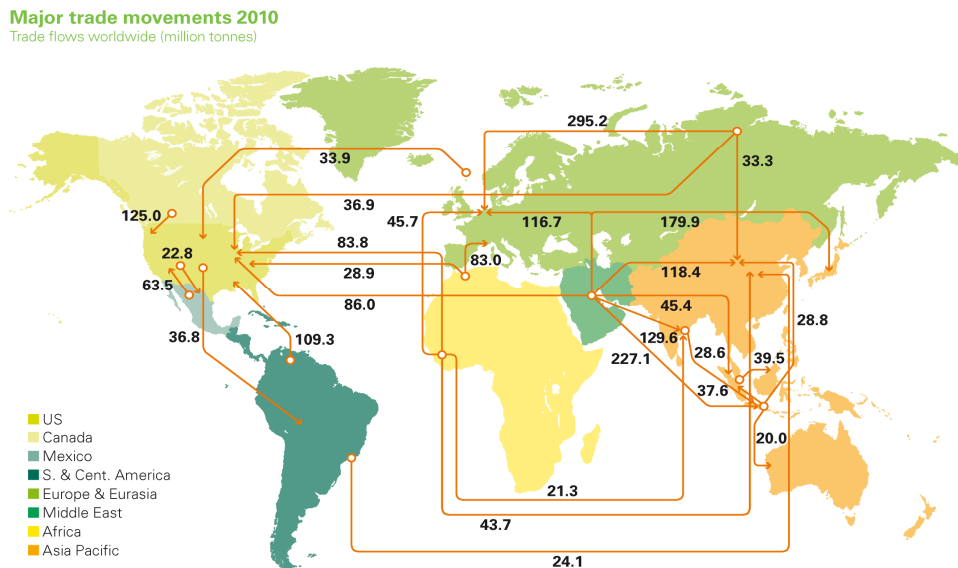 Major trade movements 2010
Trade flows worldwide (million tonnes)
295.2
33.9
33.3
36.9
125.0
45.7
116.7
179.9
83.8
22.8
83.0
28.9
118.4
63.5
86.0
45.4
28.8
36.8
109.3
129.6
28.6
39.5
227.1
37.6
20.0
21.3
43.7
24.1
US
Canada
Mexico
S. & Cent. America
Europe & Eurasia
Middle East
Africa
Asia Pacific